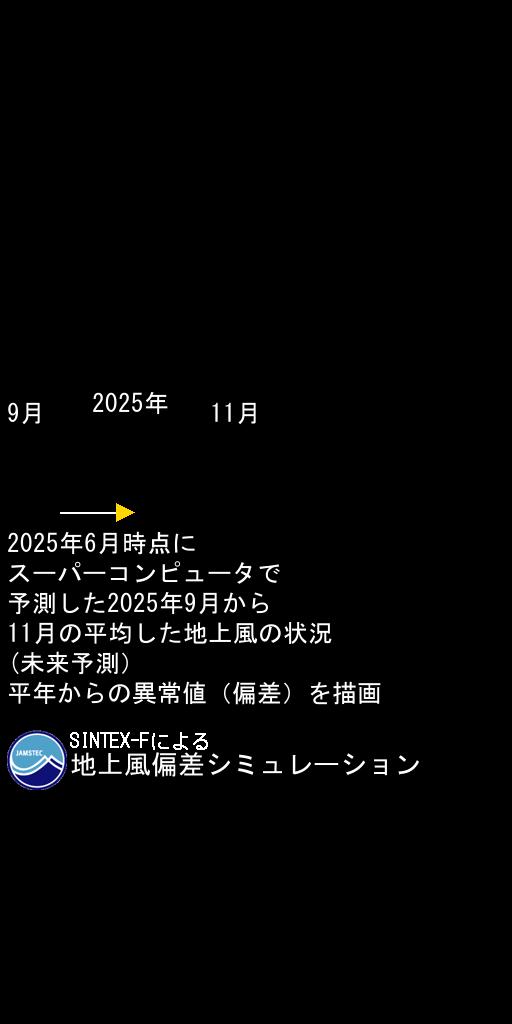 9月 2025年 11月
2025年6月時点に
スーパーコンピュータで
予測した2025年9月から
11月の平均した地上風の状況
(未来予測)
平年からの異常値（偏差）を描画
JAMSTEC
SINTEX-Fによる
地上風偏差シミュレーション